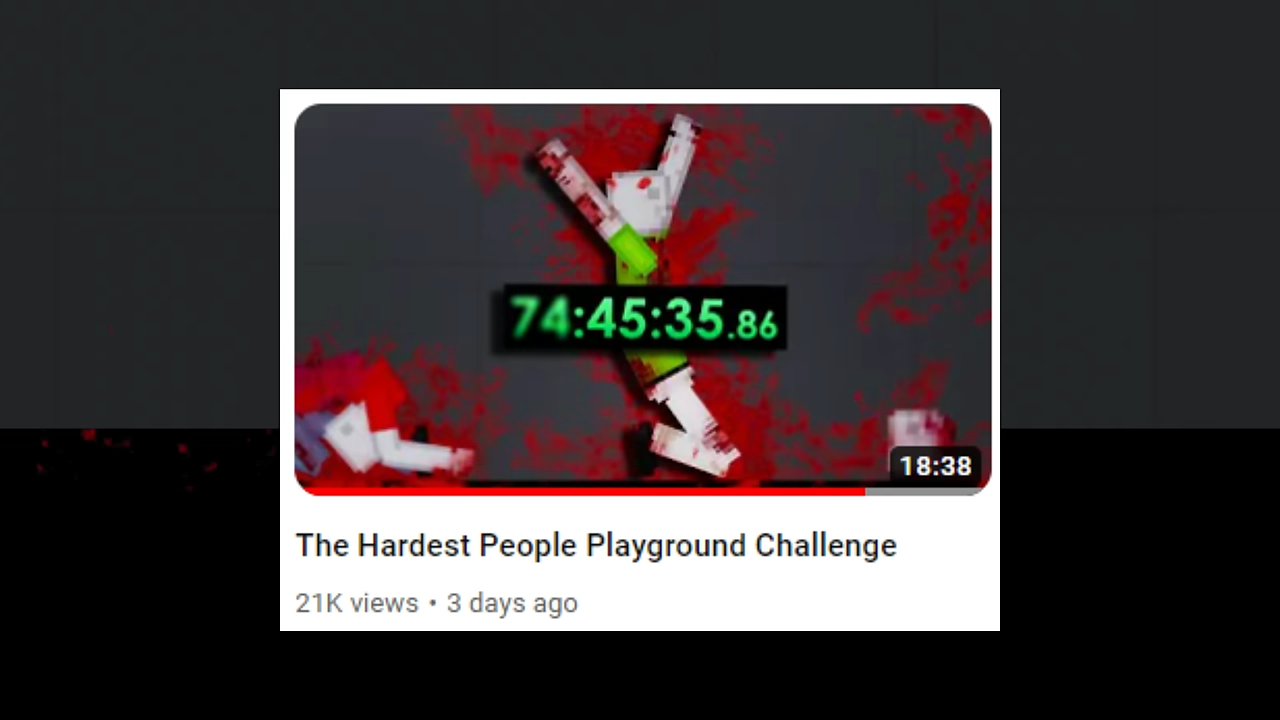 74:45:35.86
18:38
The Hardest People Playground Challenge
21K views • 3 days ago